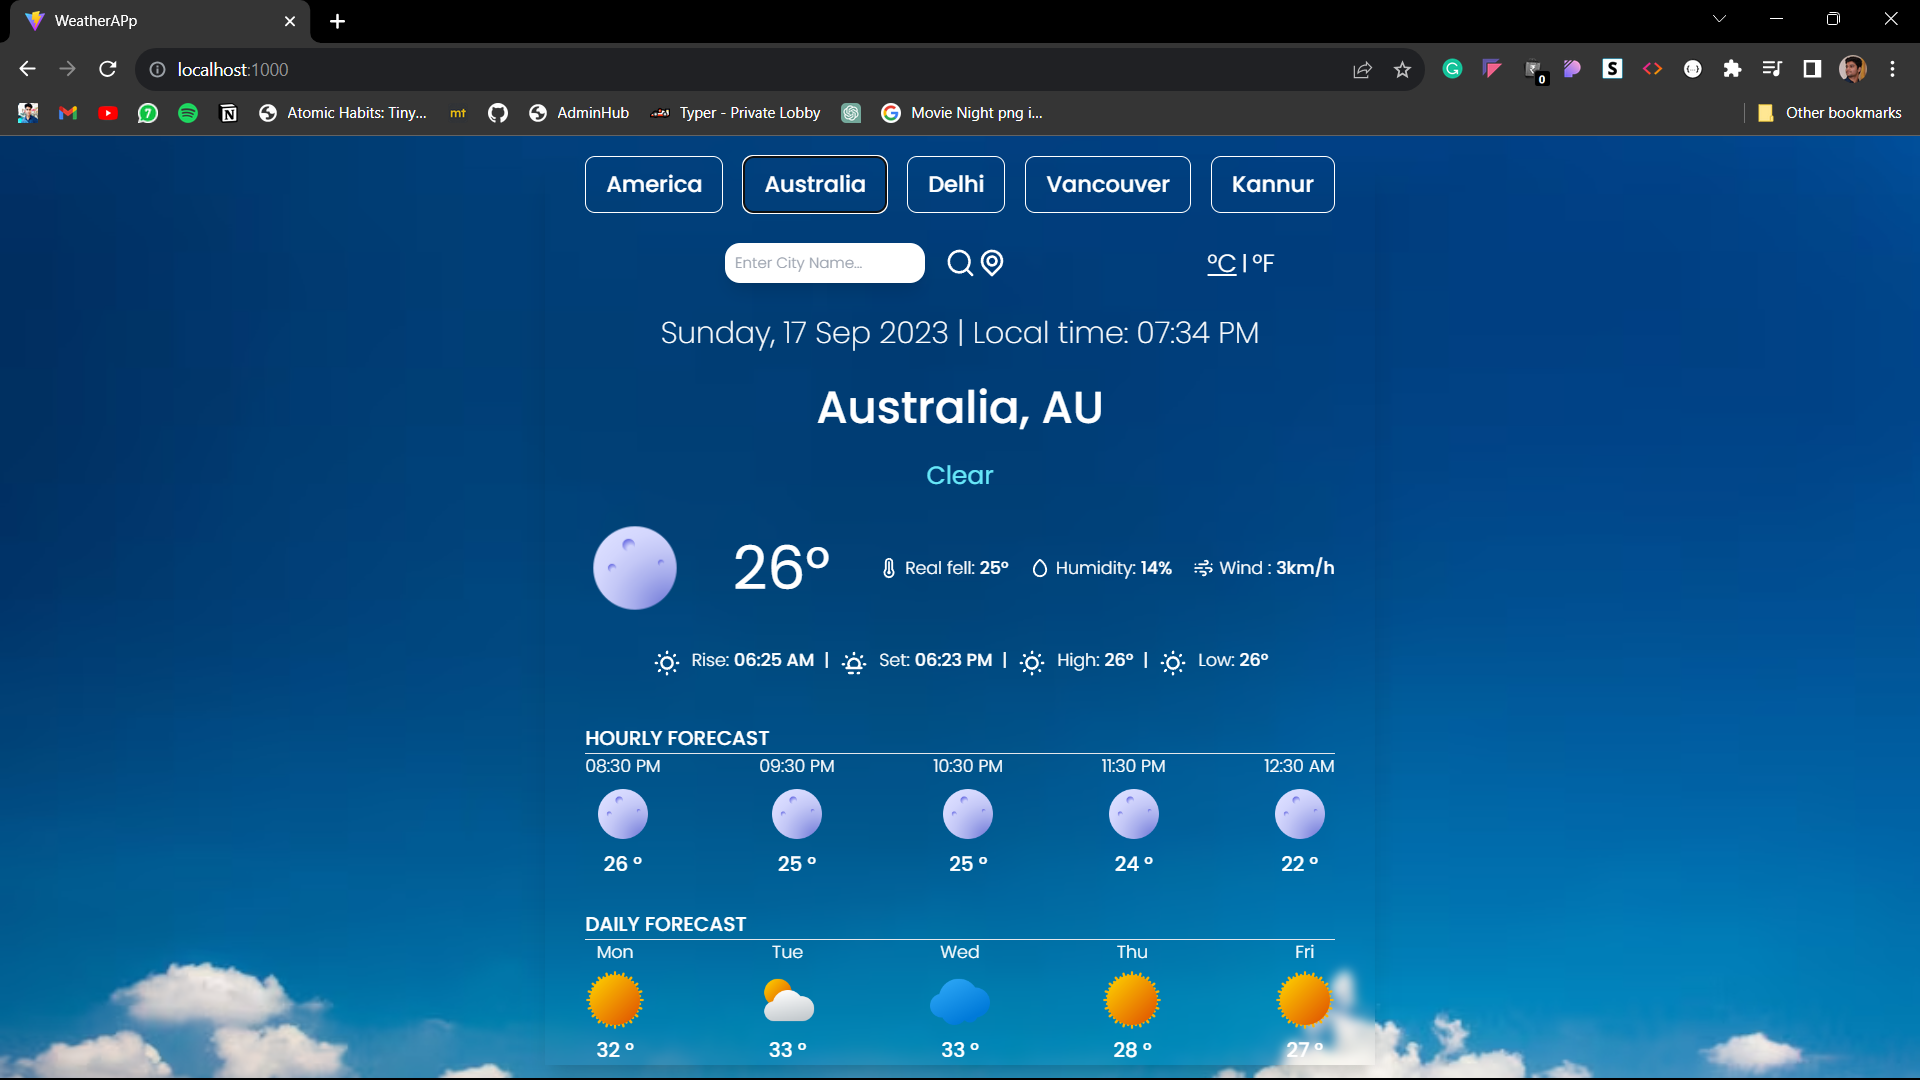 WeatherAPp
localhost:1000
0
7
S
Atomic Habits: Tiny...
mt
AdminHub
Typer - Private Lobby
Movie Night png i...
Other bookmarks
America Australia Delhi Vancouver Kannur
Enter City Name...
°C | °F
Sunday, 17 Sep 2023 | Local time: 07:34 PM
Australia, AU
Clear
26°
Real fell: 25° Humidity: 14% Wind : 3km/h
Rise: 06:25 AM | Set: 06:23 PM | High: 26° | Low: 26°
HOURLY FORECAST
08:30 PM 09:30 PM 10:30 PM 11:30 PM 12:30 AM
26 ° 25 ° 25 ° 24 ° 22 °
DAILY FORECAST
Mon Tue Wed Thu Fri
32 ° 33 ° 33 ° 28 ° 27 °